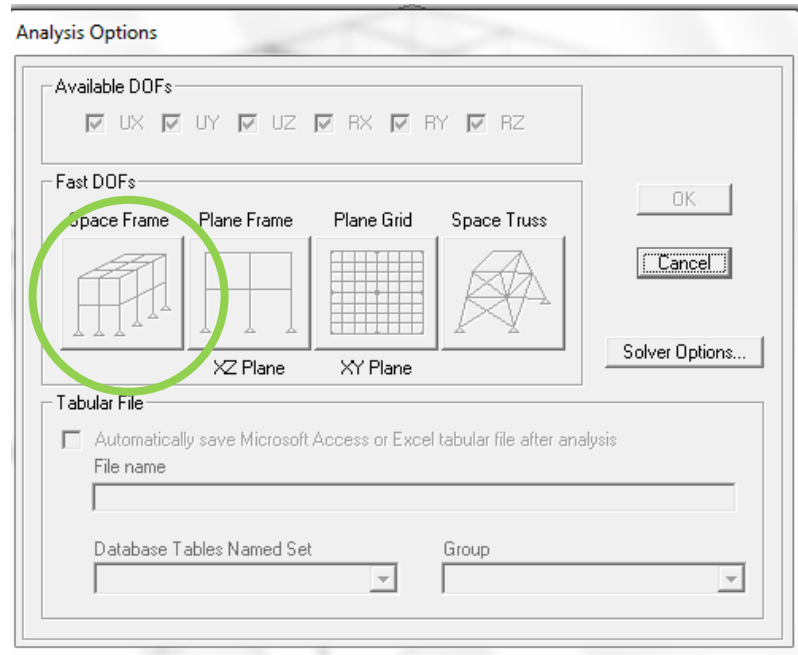 Analysis Options
Available DOFs
UX UY UZ RX RY RZ
Fast DOFs
Space Frame Plane Frame Plane Grid Space Truss
XZ Plane XY Plane
OK
Cancel
Solver Options...
Tabular File
Automatically save Microsoft Access or Excel tabular file after analysis
File name
Database Tables Named Set Group